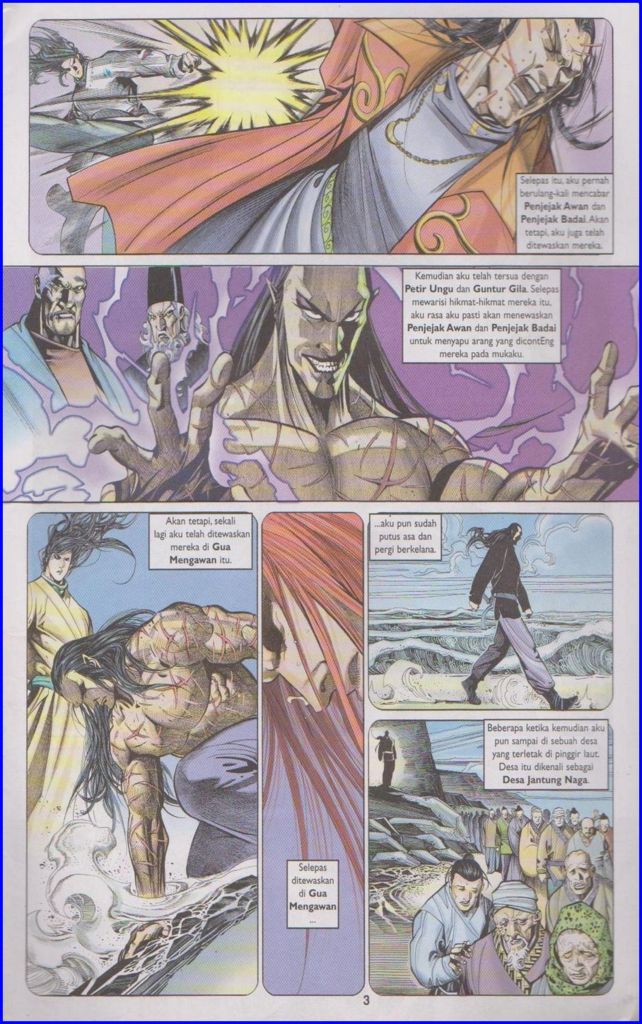 Selepas itu, aku pernah
berulang-kali mencabar
Penjejak Awan dan
Penjejak Badai. Akan
tetapi, aku juga telah
ditewaskan mereka.
Kemudian aku telah tersua dengan
Petir Ungu dan Guntur Gila. Selepas
mewarisi hikmat-hikmat mereka itu,
aku rasa aku pasti akan menewaskan
Penjejak Awan dan Penjejak Badai
untuk menyapu arang yang dicontEng
mereka pada mukaku.
Akan tetapi, sekali
lagi aku telah ditewaskan
mereka di Gua
Mengawan itu.
Selepas
ditewaskan
di Gua
Mengawan
...
...aku pun sudah
putus asa dan
pergi berkelana.
Beberapa ketika kemudian aku
pun sampai di sebuah desa
yang terletak di pinggir laut.
Desa itu dikenali sebagai
Desa Jantung Naga.
3